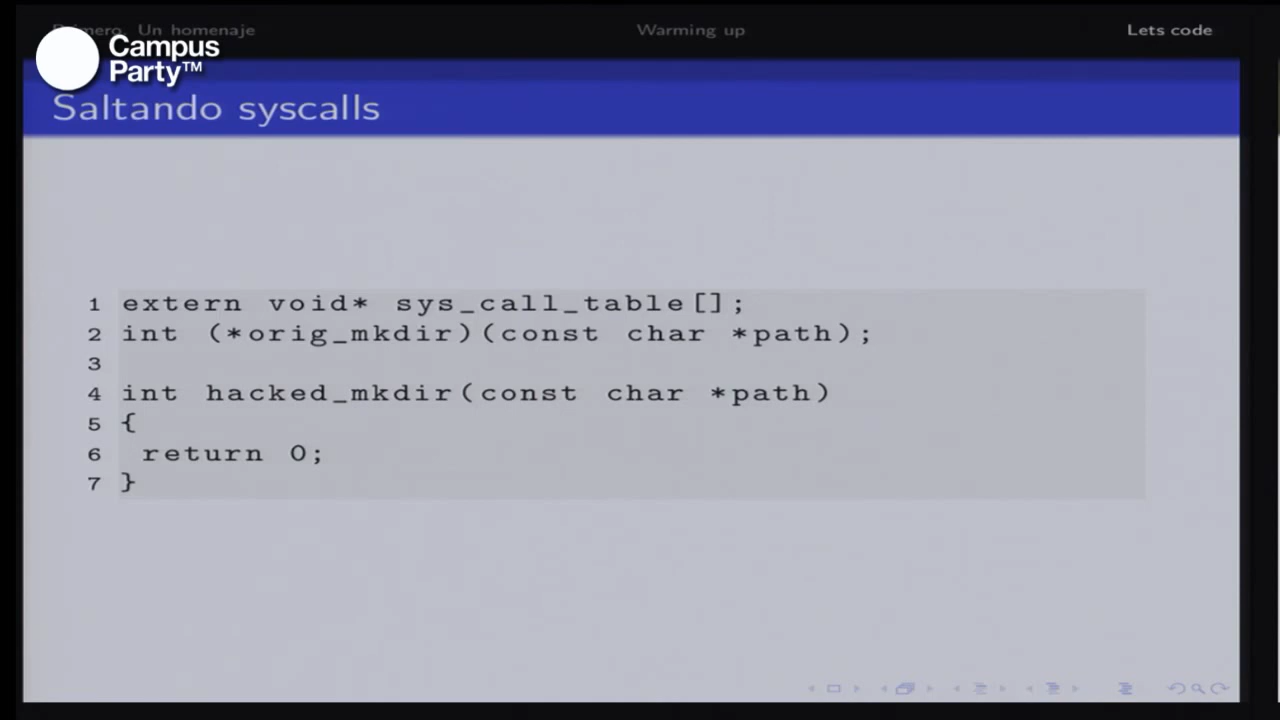 Primero, Un homenaje
Warming up
Lets code
Campus
Party™
Saltando syscalls
1 extern void* sys_call_table[];
2 int (*orig_mkdir)(const char *path);
3
4 int hacked_mkdir(const char *path)
5 {
6 return 0;
7 }